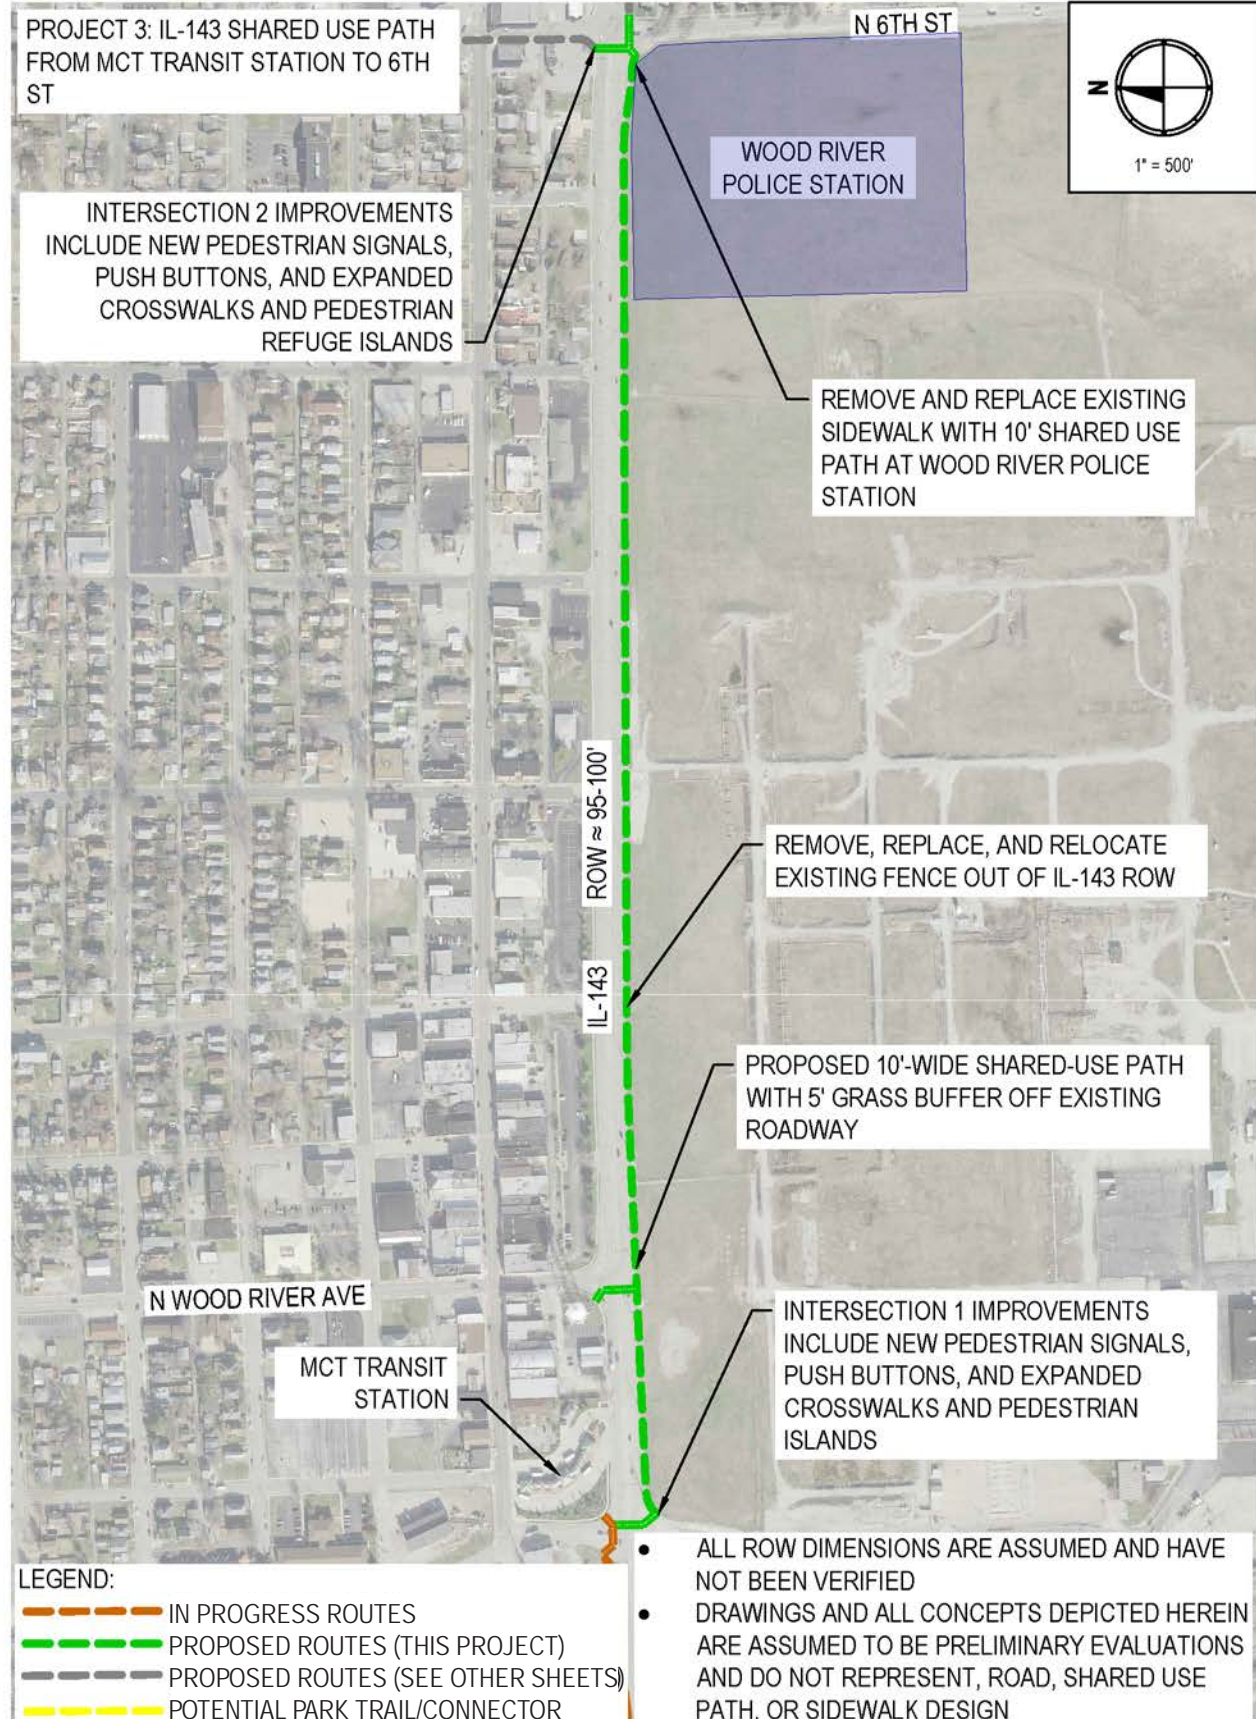 PROJECT 3: IL-143 SHARED USE PATH
FROM MCT TRANSIT STATION TO 6TH
ST
N 6TH ST
N
1" = 500'
WOOD RIVER
POLICE STATION
INTERSECTION 2 IMPROVEMENTS
INCLUDE NEW PEDESTRIAN SIGNALS,
PUSH BUTTONS, AND EXPANDED
CROSSWALKS AND PEDESTRIAN
REFUGE ISLANDS
REMOVE AND REPLACE EXISTING
SIDEWALK WITH 10' SHARED USE
PATH AT WOOD RIVER POLICE
STATION
ROW ≈ 95-100'
IL-143
REMOVE, REPLACE, AND RELOCATE
EXISTING FENCE OUT OF IL-143 ROW
PROPOSED 10'-WIDE SHARED-USE PATH
WITH 5' GRASS BUFFER OFF EXISTING
ROADWAY
N WOOD RIVER AVE
MCT TRANSIT
STATION
INTERSECTION 1 IMPROVEMENTS
INCLUDE NEW PEDESTRIAN SIGNALS,
PUSH BUTTONS, AND EXPANDED
CROSSWALKS AND PEDESTRIAN
ISLANDS
LEGEND:
IN PROGRESS ROUTES
PROPOSED ROUTES (THIS PROJECT)
PROPOSED ROUTES (SEE OTHER SHEETS)
POTENTIAL PARK TRAIL/CONNECTOR
• ALL ROW DIMENSIONS ARE ASSUMED AND HAVE
NOT BEEN VERIFIED
• DRAWINGS AND ALL CONCEPTS DEPICTED HEREIN
ARE ASSUMED TO BE PRELIMINARY EVALUATIONS
AND DO NOT REPRESENT, ROAD, SHARED USE
PATH, OR SIDEWALK DESIGN